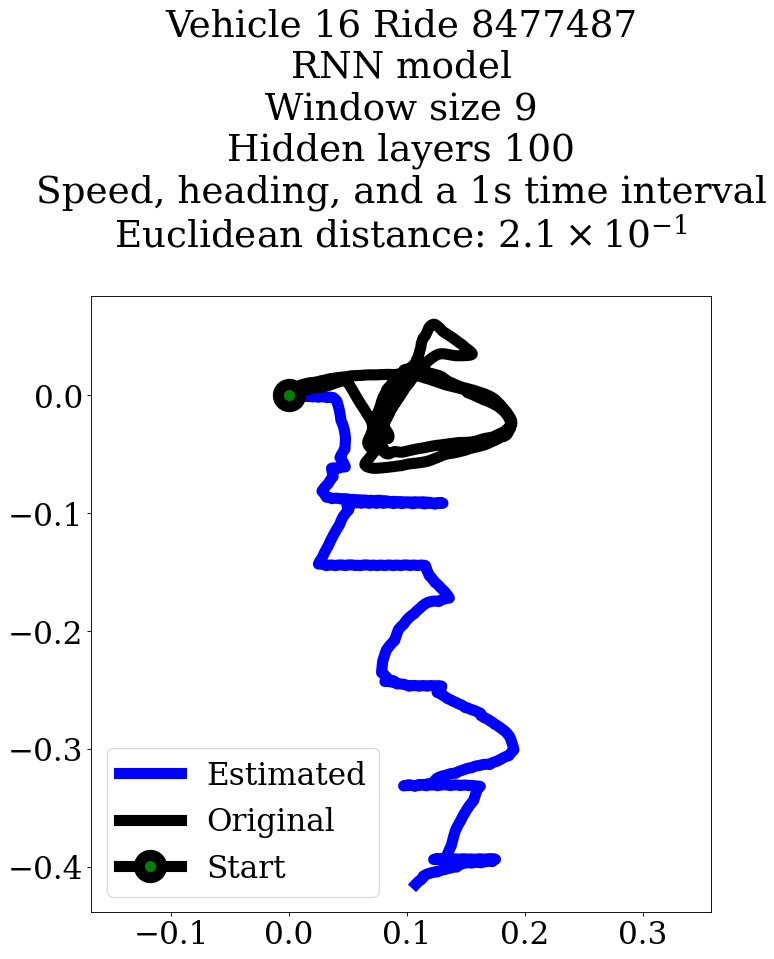 Vehicle 16 Ride 8477487
RNN model
Window size 9
Hidden layers 100
Speed, heading, and a 1s time interval
Euclidean distance: 2.1 × 10⁻¹
0.0
−0.1
−0.2
−0.3
−0.4
Estimated
Original
Start
−0.1 0.0 0.1 0.2 0.3